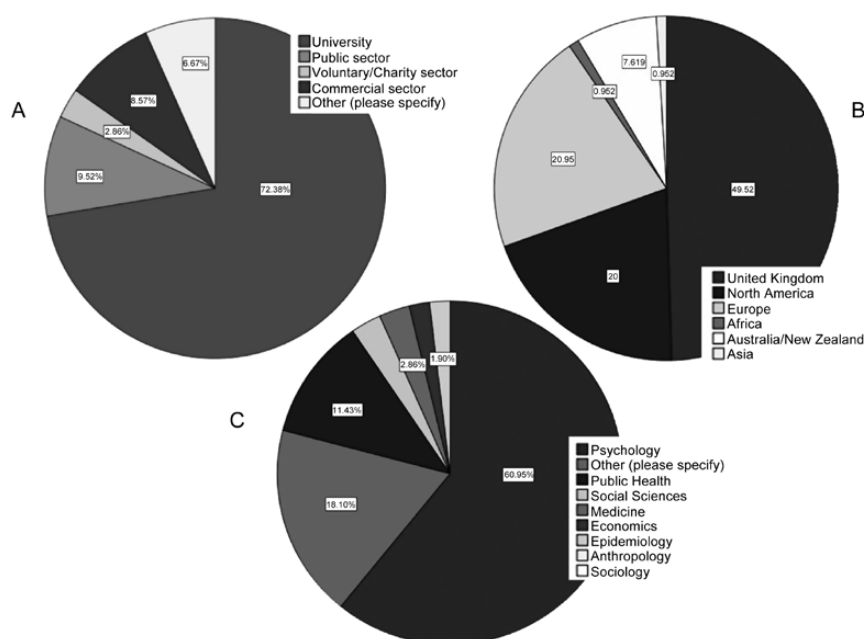 A
University
Public sector
Voluntary/Charity sector
Commercial sector
Other (please specify)
6.67%
8.57%
2.86%
9.52%
72.38%
B
7.619
0.952
0.952
20.95
49.52
20
United Kingdom
North America
Europe
Africa
Australia/New Zealand
Asia
C
2.86%
1.90%
11.43%
60.95%
18.10%
Psychology
Other (please specify)
Public Health
Social Sciences
Medicine
Economics
Epidemiology
Anthropology
Sociology